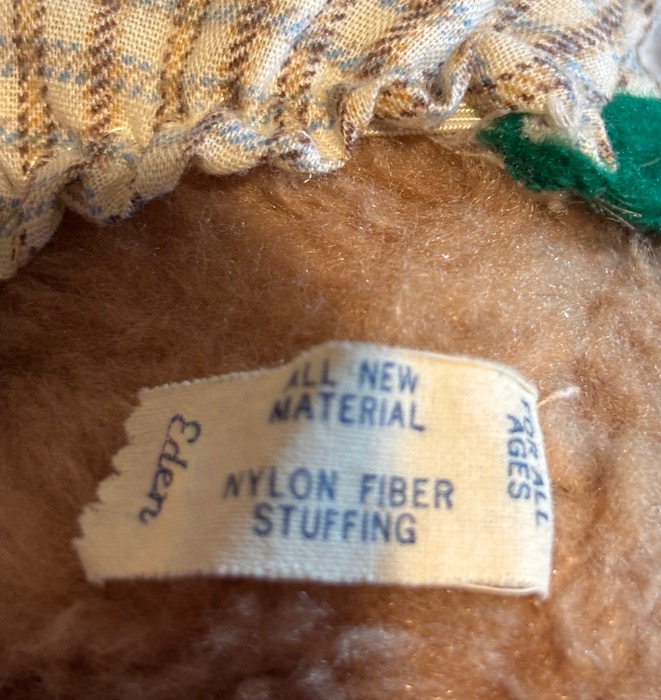 Eden
ALL NEW
MATERIAL
NYLON FIBER
STUFFING
FOR ALL
AGES